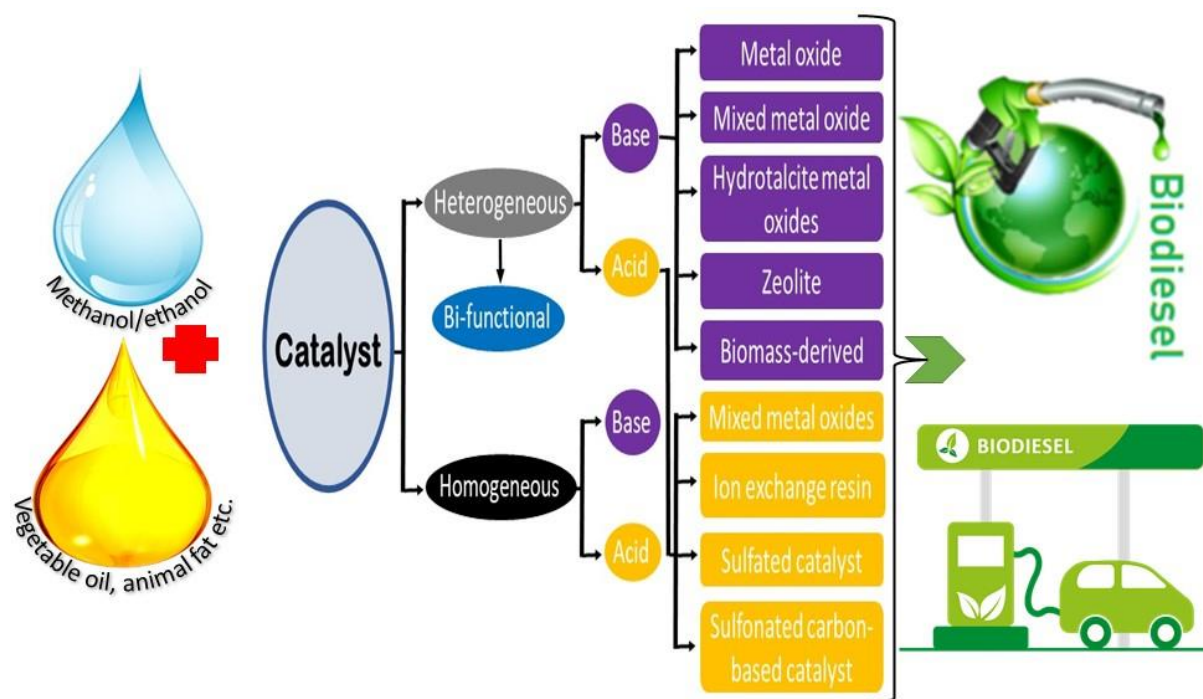 Methanol/ethanol
Vegetable oil, animal fat etc.
Catalyst
Heterogeneous
Bi-functional
Homogeneous
Base
Acid
Base
Acid
Metal oxide
Mixed metal oxide
Hydrotalcite metal
oxides
Zeolite
Biomass-derived
Mixed metal oxides
Ion exchange resin
Sulfated catalyst
Sulfonated carbon-
based catalyst
Biodiesel
BIODIESEL